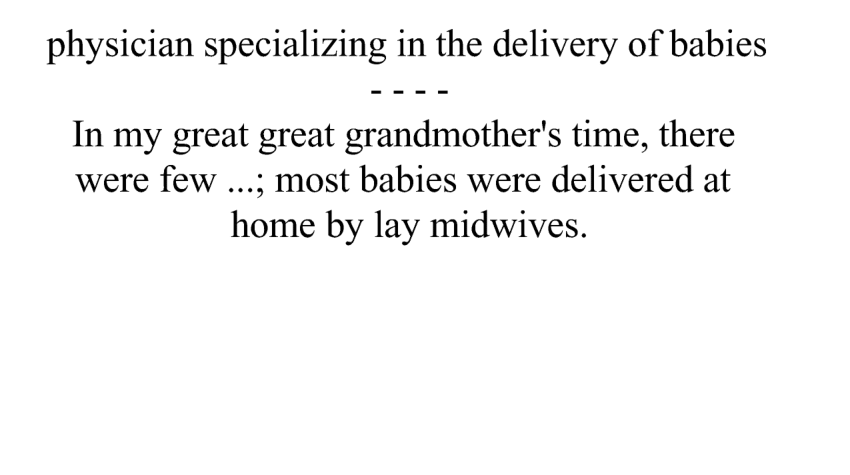 physician specializing in the delivery of babies
- - - -
In my great great grandmother's time, there
were few ...; most babies were delivered at
home by lay midwives.